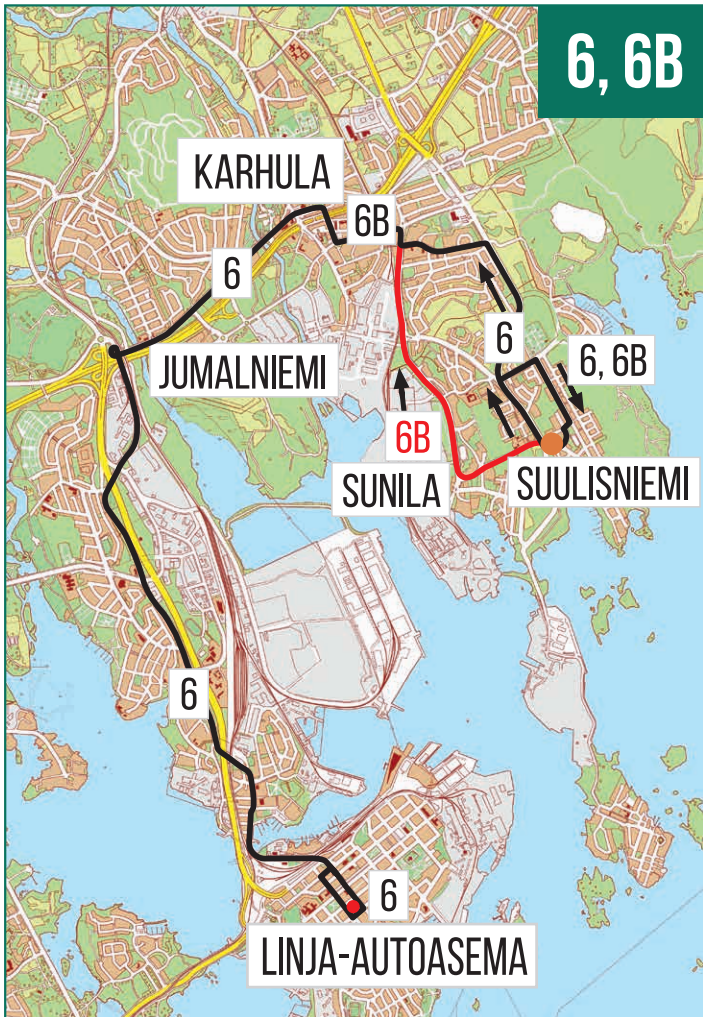 6, 6B
KARHULA
6B
6
6
6, 6B
JUMALNIEMI
6B
SUNILA
SUULISNIEMI
6
6
LINJA-AUTOASEMA